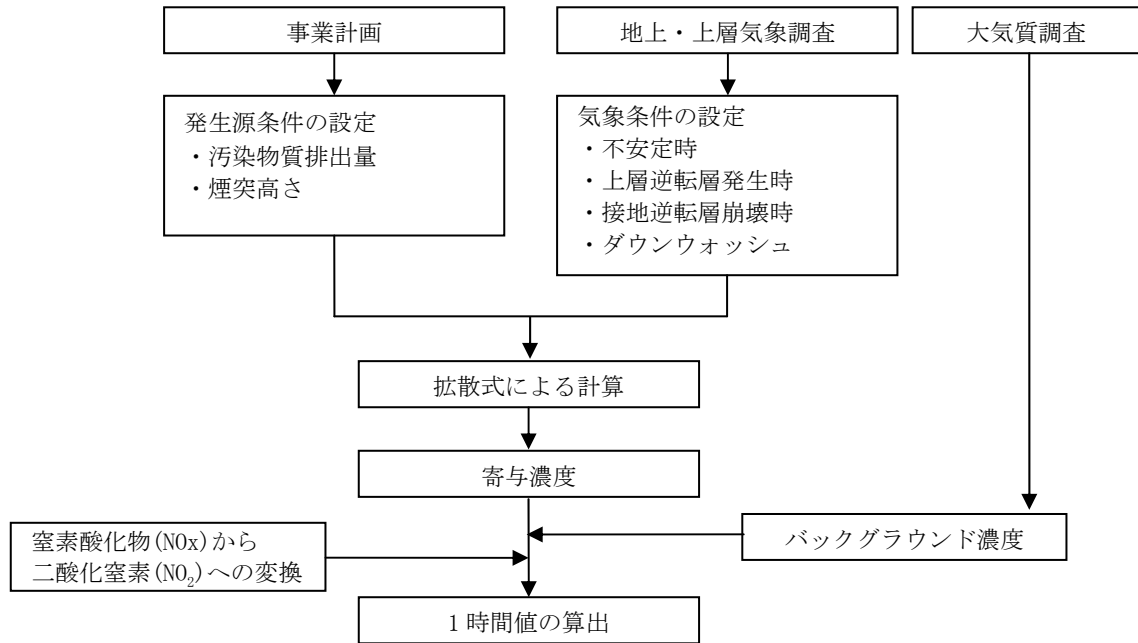 事業計画
地上・上層気象調査
大気質調査
発生源条件の設定
・汚染物質排出量
・煙突高さ
気象条件の設定
・不安定時
・上層逆転層発生時
・接地逆転層崩壊時
・ダウンウォッシュ
拡散式による計算
寄与濃度
窒素酸化物(NOx)から
二酸化窒素(NO₂)への変換
バックグラウンド濃度
1時間値の算出